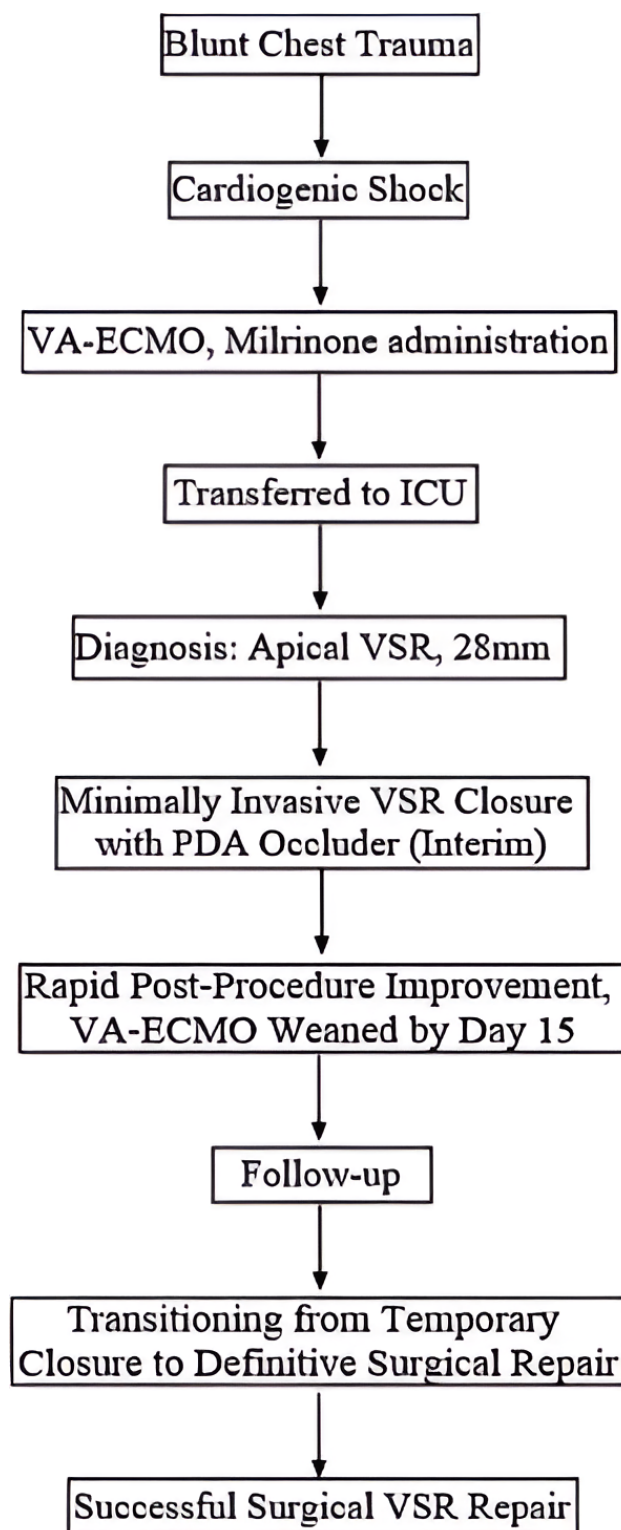 Blunt Chest Trauma
Cardiogenic Shock
VA-ECMO, Milrinone administration
Transferred to ICU
Diagnosis: Apical VSR, 28mm
Minimally Invasive VSR Closure
with PDA Occluder (Interim)
Rapid Post-Procedure Improvement,
VA-ECMO Weaned by Day 15
Follow-up
Transitioning from Temporary
Closure to Definitive Surgical Repair
Successful Surgical VSR Repair